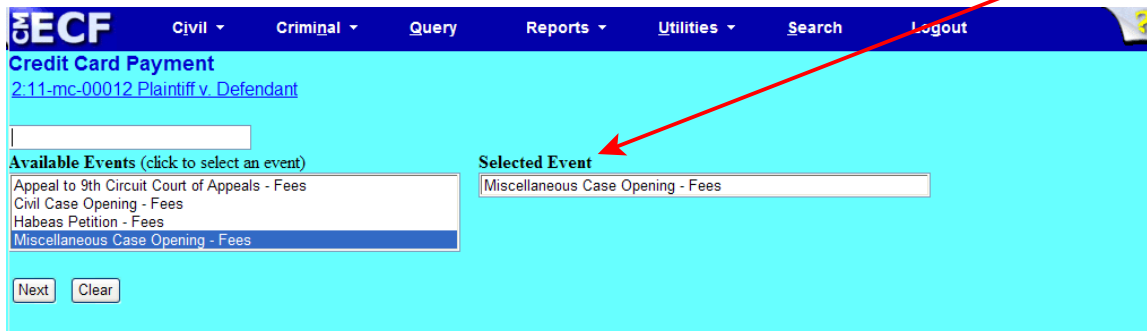 CM ECF Civil Criminal Query Reports Utilities Search Logout
Credit Card Payment
2:11-mc-00012 Plaintiff v. Defendant
Available Events (click to select an event)
Selected Event
Appeal to 9th Circuit Court of Appeals - Fees
Civil Case Opening - Fees
Habeas Petition - Fees
Miscellaneous Case Opening - Fees
Miscellaneous Case Opening - Fees
Next Clear